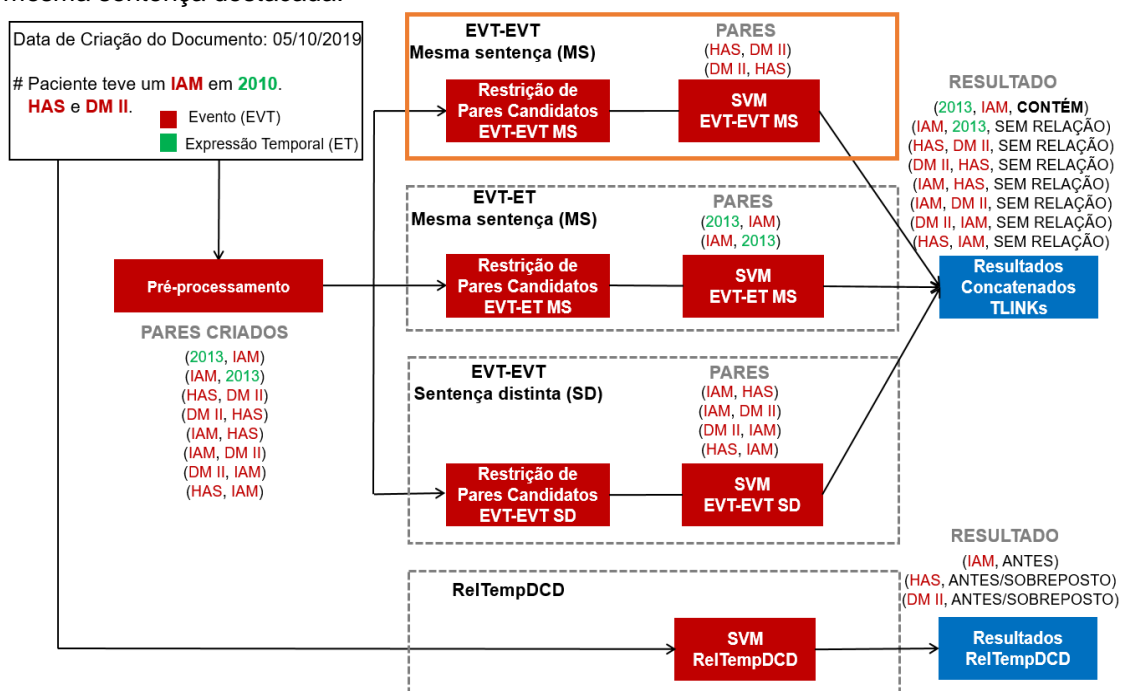 mesma sentença destacada.
Data de Criação do Documento: 05/10/2019
# Paciente teve um IAM em 2010.
HAS e DM II.
Evento (EVT)
Expressão Temporal (ET)
Pré-processamento
PARES CRIADOS
(2013, IAM)
(IAM, 2013)
(HAS, DM II)
(DM II, HAS)
(IAM, HAS)
(IAM, DM II)
(DM II, IAM)
(HAS, IAM)
EVT-EVT
Mesma sentença (MS)
Restrição de
Pares Candidatos
EVT-EVT MS
PARES
(HAS, DM II)
(DM II, HAS)
SVM
EVT-EVT MS
EVT-ET
Mesma sentença (MS)
Restrição de
Pares Candidatos
EVT-ET MS
PARES
(2013, IAM)
(IAM, 2013)
SVM
EVT-ET MS
EVT-EVT
Sentença distinta (SD)
Restrição de
Pares Candidatos
EVT-EVT SD
PARES
(IAM, HAS)
(IAM, DM II)
(DM II, IAM)
(HAS, IAM)
SVM
EVT-EVT SD
RelTempDCD
SVM
RelTempDCD
RESULTADO
(2013, IAM, CONTÉM)
(IAM, 2013, SEM RELAÇÃO)
(HAS, DM II, SEM RELAÇÃO)
(DM II, HAS, SEM RELAÇÃO)
(IAM, HAS, SEM RELAÇÃO)
(IAM, DM II, SEM RELAÇÃO)
(DM II, IAM, SEM RELAÇÃO)
(HAS, IAM, SEM RELAÇÃO)
Resultados
Concatenados
TLINKs
RESULTADO
(IAM, ANTES)
(HAS, ANTES/SOBREPOSTO)
(DM II, ANTES/SOBREPOSTO)
Resultados
RelTempDCD